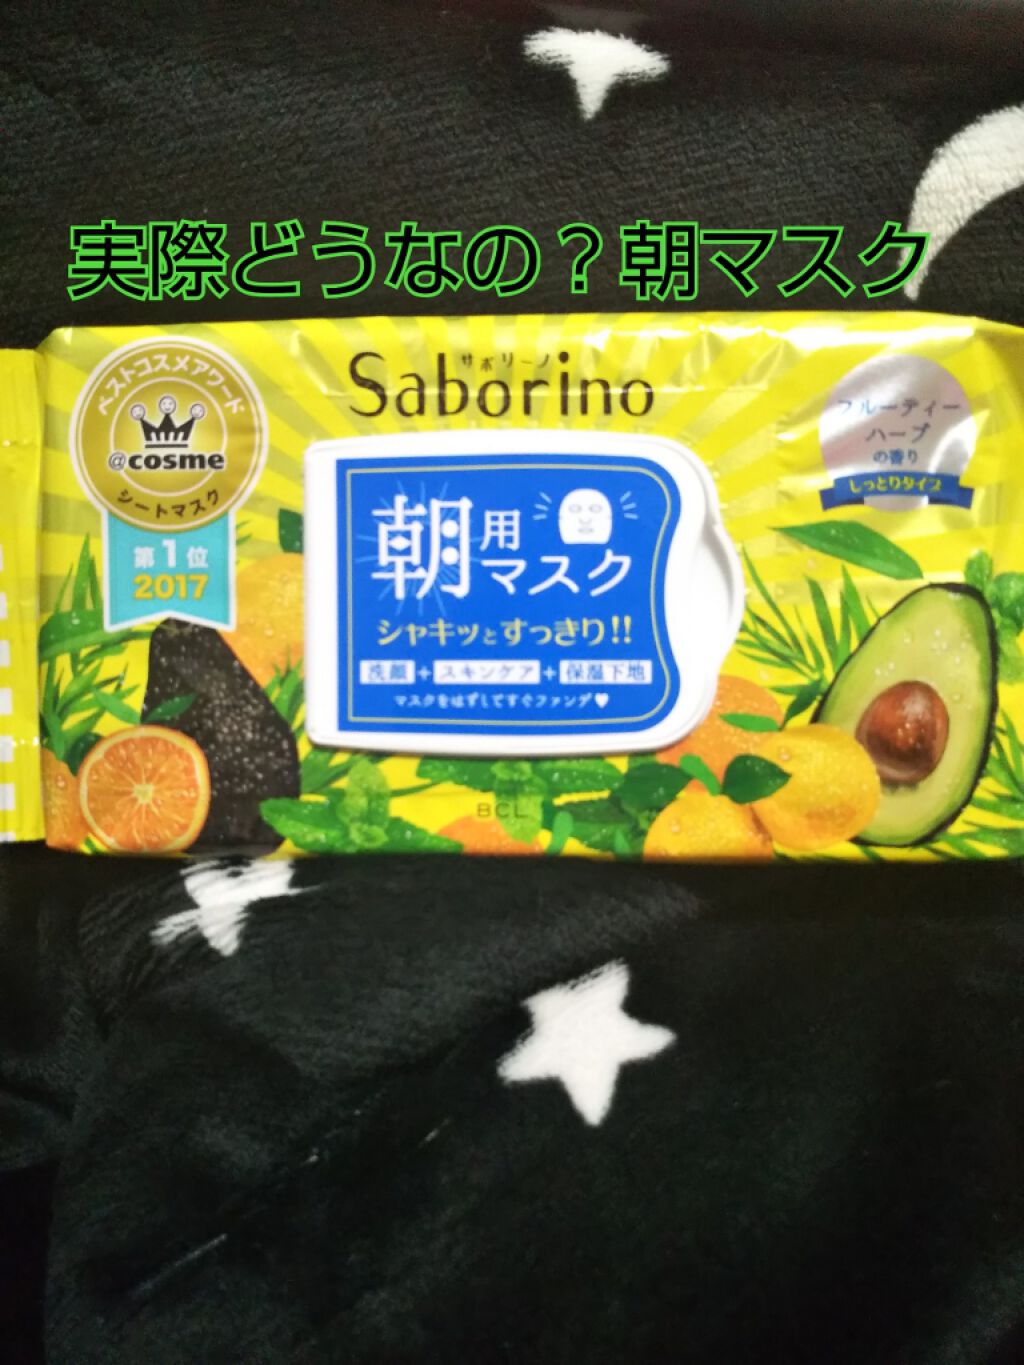 実際どうなの？朝マスク
サボリーノ
Saborino
ベストコスメアワード
@cosme
シートマスク
第1位
2017
フルーティー
ハーブ
の香り
しっとりタイプ
朝用マスク
シャキッとすっきり!!
洗顔+スキンケア+保湿下地
マスクをはずしてすぐファンデ♥
BCL